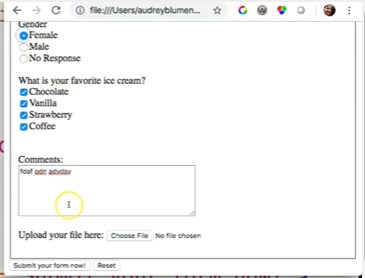 file:///Users/audreyblumen...
Gender
Female
Male
No Response
What is your favorite ice cream?
Chocolate
Vanilla
Strawberry
Coffee
Comments:
fdaf odn advdsv
Upload your file here: Choose File No file chosen
Submit your form now! Reset